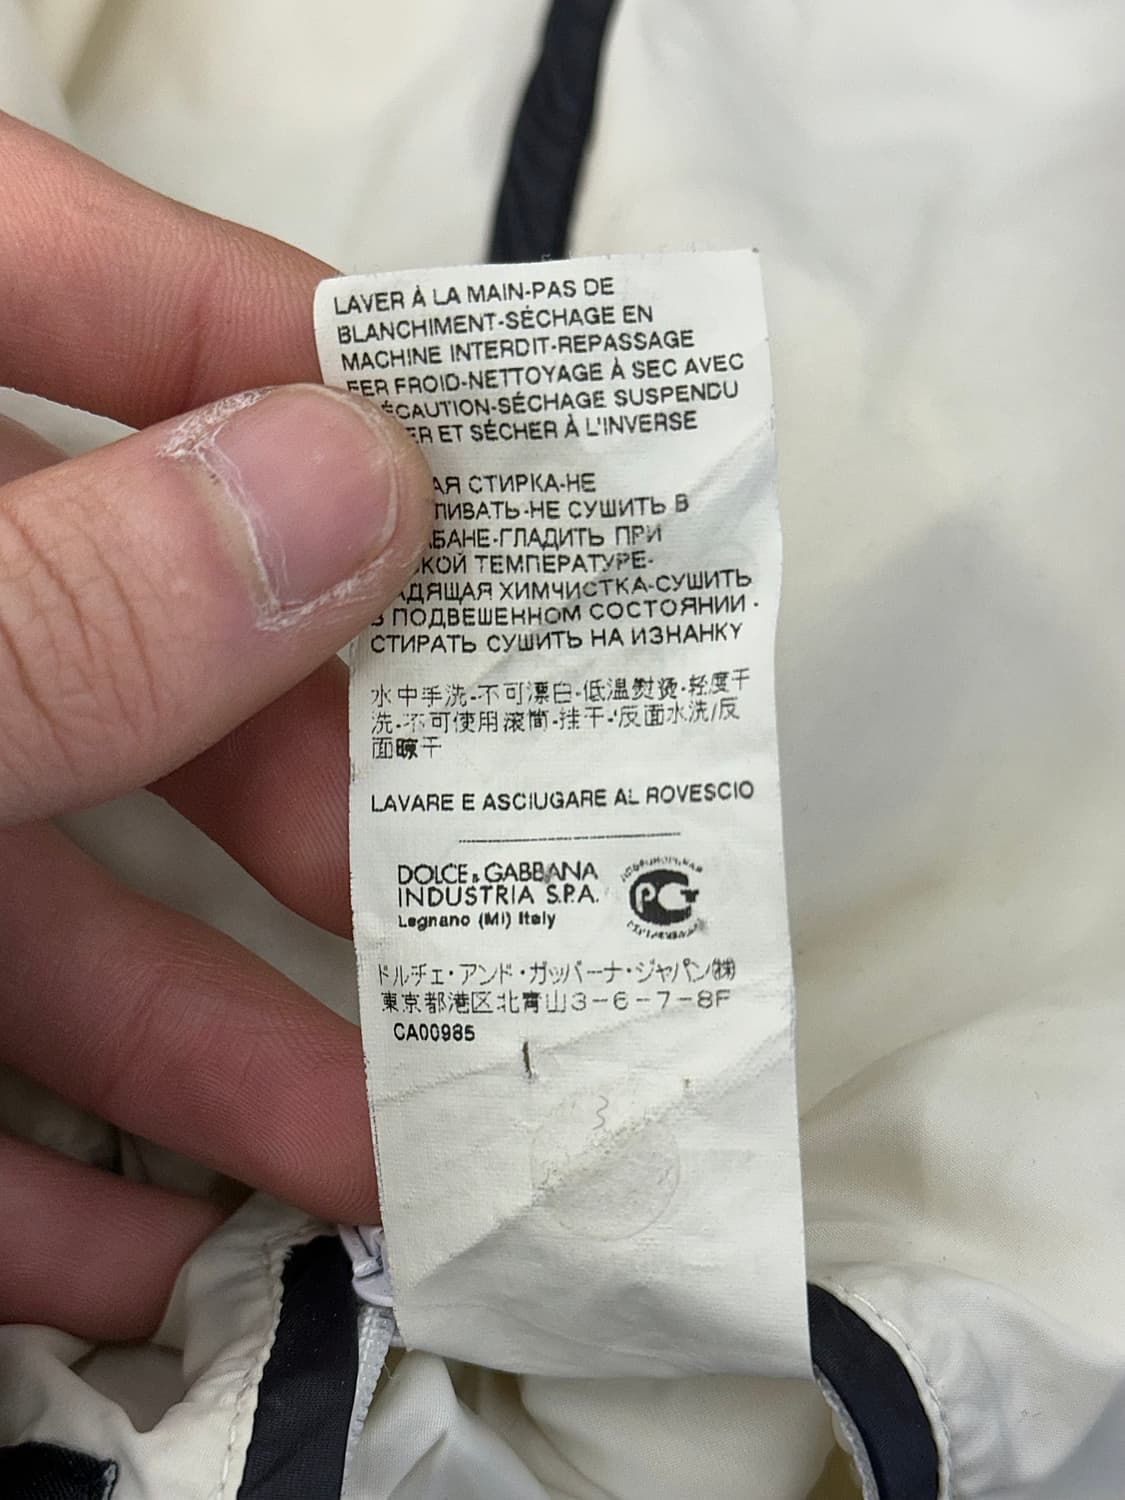 LAVER À LA MAIN-PAS DE
BLANCHIMENT-SÉCHAGE EN
MACHINE INTERDIT-REPASSAGE
FER FROID-NETTOYAGE À SEC AVEC
ÉCAUTION-SÉCHAGE SUSPENDU
ER ET SÉCHER À L'INVERSE
АЯ СТИРКА-НЕ
ЛИВАТЬ-НЕ СУШИТЬ В
АБАНЕ-ГЛАДИТЬ ПРИ
КОЙ ТЕМПЕРАТУРЕ-
АДЯЩАЯ ХИМЧИСТКА-СУШИТЬ
В ПОДВЕШЕННОМ СОСТОЯНИИ-
СТИРАТЬ СУШИТЬ НА ИЗНАНКУ
水中手洗-不可漂白-低温熨烫-轻度干
洗-不可使用滚筒-挂干-反面水洗/反
面晾干
LAVARE E ASCIUGARE AL ROVESCIO
DOLCE & GABBANA
INDUSTRIA S.P.A.
Legnano (MI) Italy
РСТ
ドルチェ・アンド・ガッバーナ・ジャパン㈱
東京都港区北青山3-6-7-8F
CA00985
3